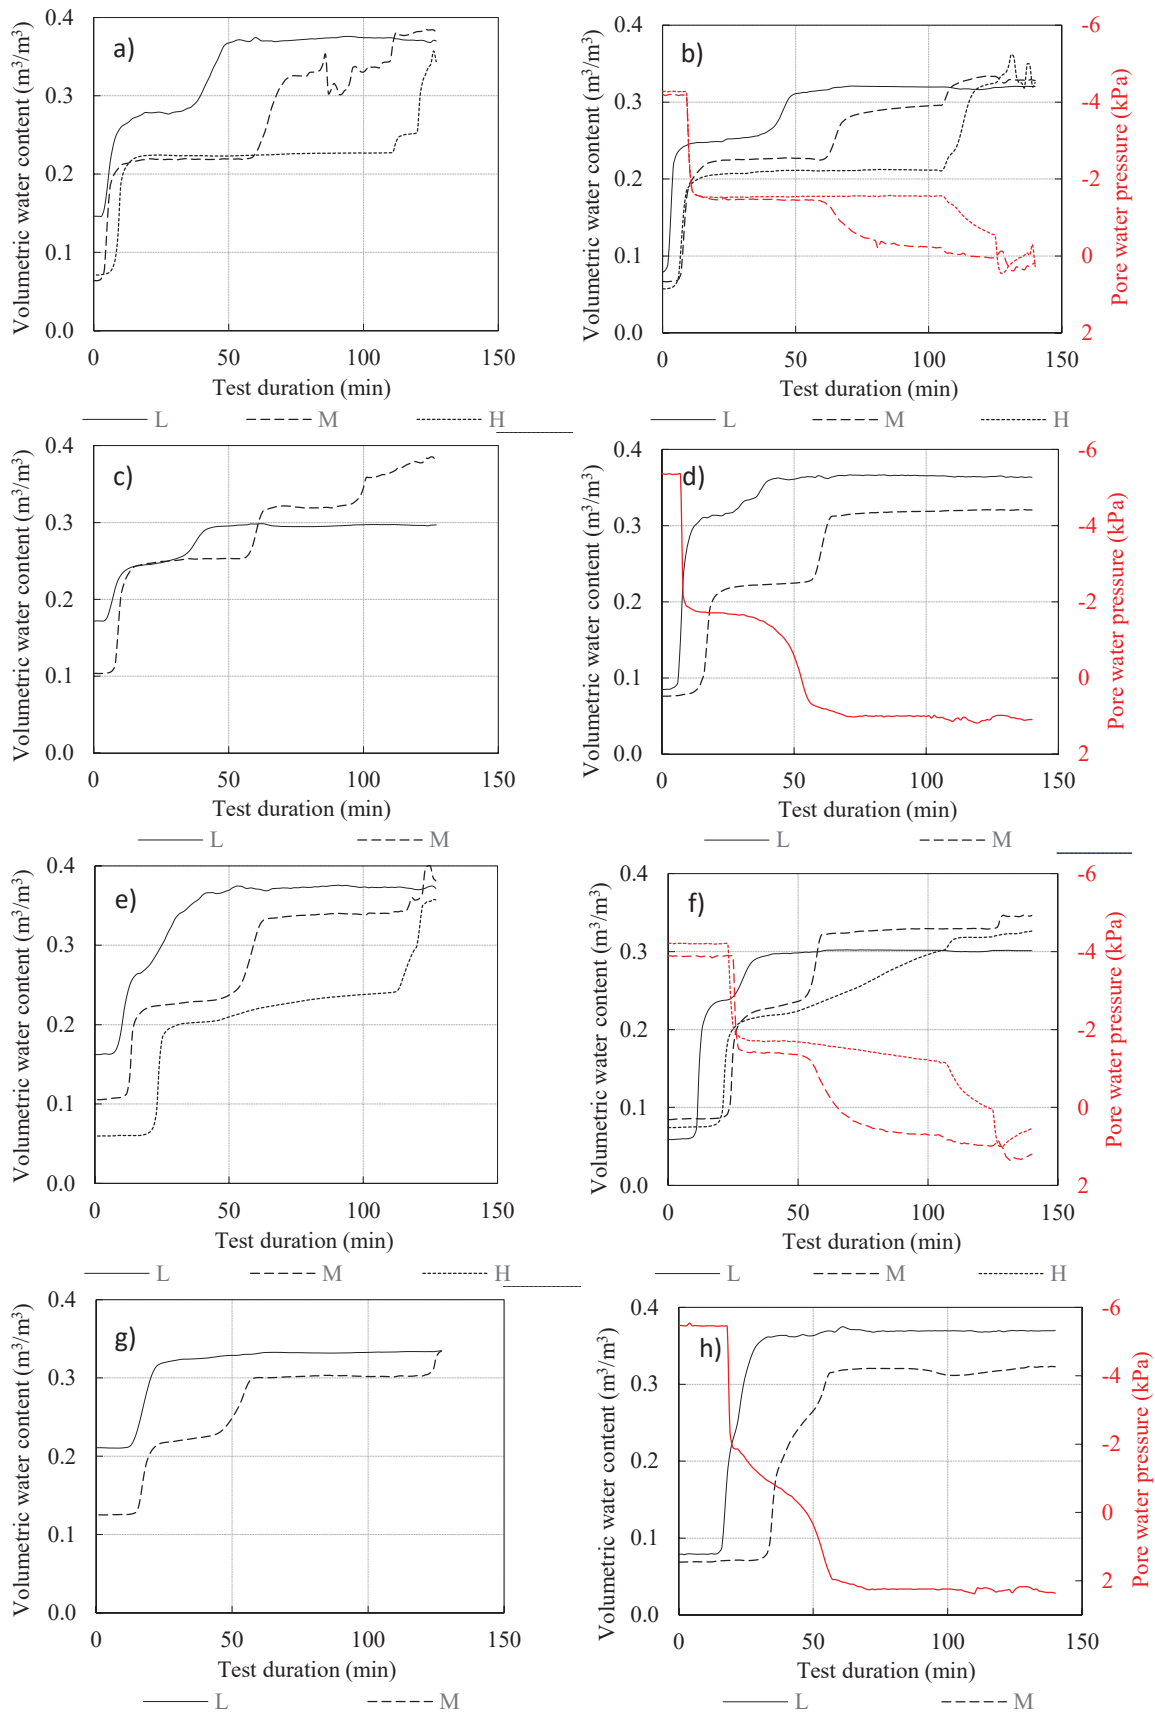 a)
Volumetric water content (m³/m³)
0.4
0.3
0.2
0.1
0.0
0 50 100 150
Test duration (min)
L M H
b)
Volumetric water content (m³/m³)
0.4
0.3
0.2
0.1
0.0
-6
-4
-2
0
2
Pore water pressure (kPa)
0 50 100 150
Test duration (min)
L M H
c)
Volumetric water content (m³/m³)
0.4
0.3
0.2
0.1
0.0
0 50 100 150
Test duration (min)
L M
d)
Volumetric water content (m³/m³)
0.4
0.3
0.2
0.1
0.0
-6
-4
-2
0
2
Pore water pressure (kPa)
0 50 100 150
Test duration (min)
L M
e)
Volumetric water content (m³/m³)
0.4
0.3
0.2
0.1
0.0
0 50 100 150
Test duration (min)
L M H
f)
Volumetric water content (m³/m³)
0.4
0.3
0.2
0.1
0.0
-6
-4
-2
0
2
Pore water pressure (kPa)
0 50 100 150
Test duration (min)
L M H
g)
Volumetric water content (m³/m³)
0.4
0.3
0.2
0.1
0.0
0 50 100 150
Test duration (min)
L M
h)
Volumetric water content (m³/m³)
0.4
0.3
0.2
0.1
0.0
-6
-4
-2
0
2
Pore water pressure (kPa)
0 50 100 150
Test duration (min)
L M